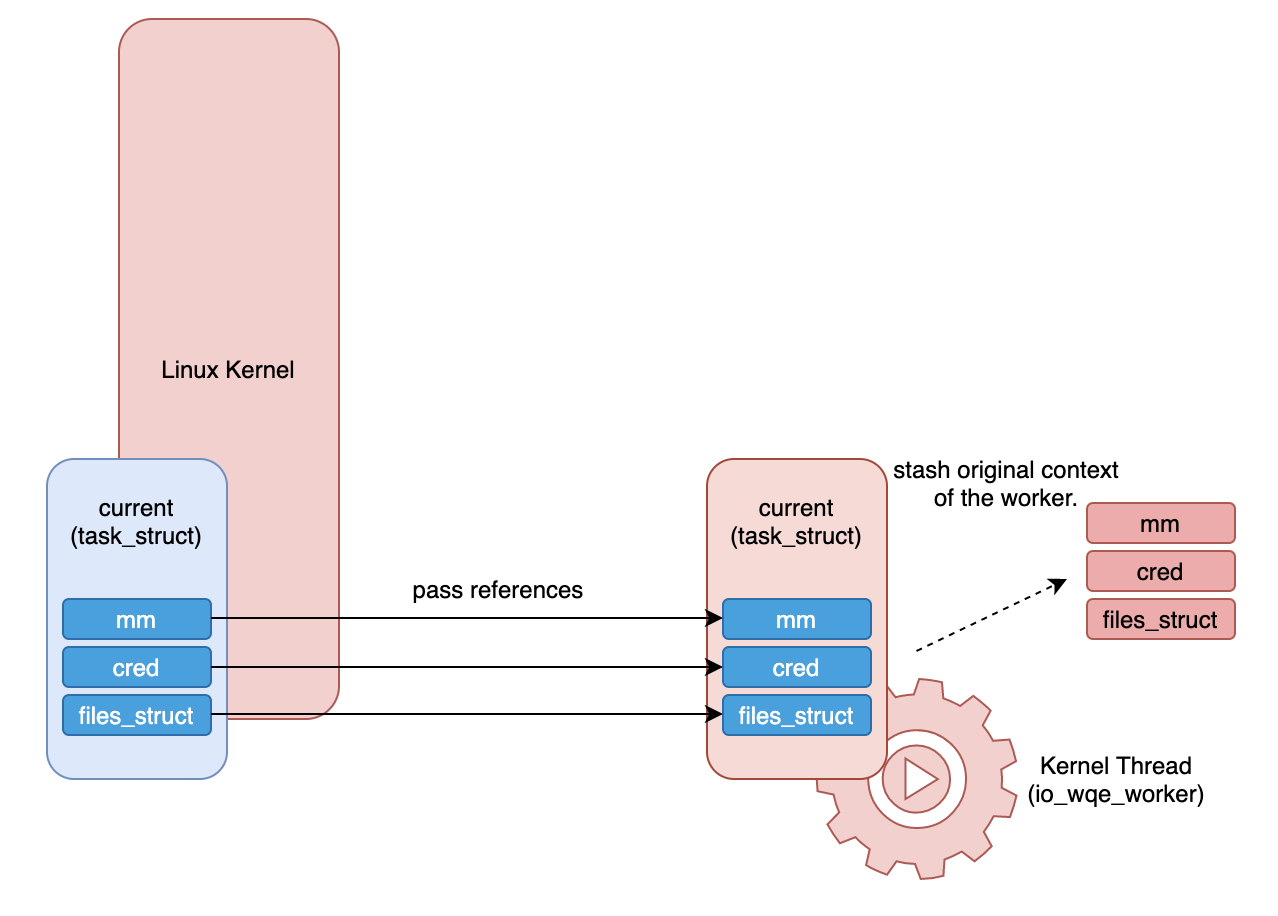 Linux Kernel
current
(task_struct)
mm
cred
files_struct
pass references
current
(task_struct)
mm
cred
files_struct
stash original context
of the worker.
mm
cred
files_struct
Kernel Thread
(io_wqe_worker)